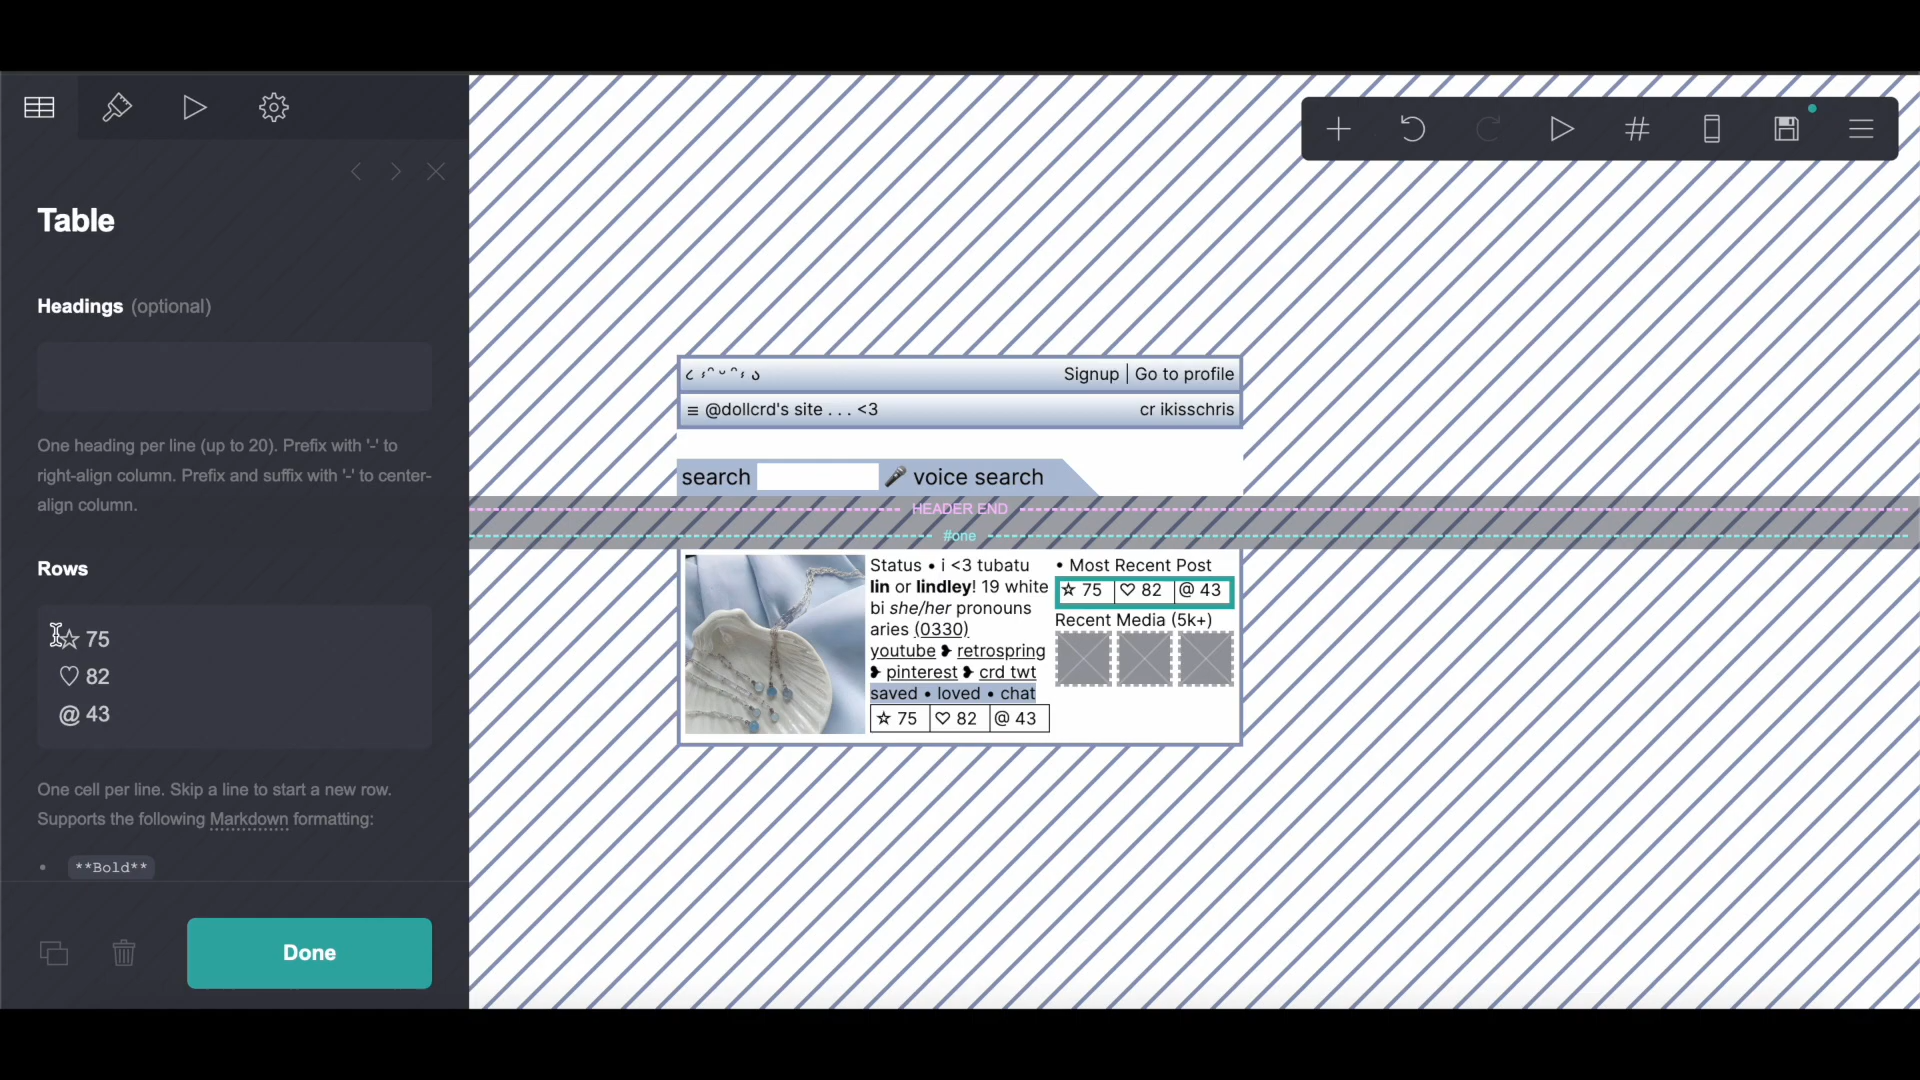 Table
Headings (optional)
One heading per line (up to 20). Prefix with '-' to
right-align column. Prefix and suffix with '-' to center-
align column.
Rows
☆ 75
♡ 82
@ 43
One cell per line. Skip a line to start a new row.
Supports the following Markdown formatting:
• **Bold**
Done
Signup | Go to profile
≡ @dollcrd's site . . . <3
cr ikisschris
search 🎤 voice search
HEADER END
#one
Status • i <3 tubatu
lin or lindley! 19 white
bi she/her pronouns
aries (0330)
youtube ❥ retrospring
❥ pinterest ❥ crd twt
saved • loved • chat
☆ 75 ♡ 82 @ 43
• Most Recent Post
☆ 75 ♡ 82 @ 43
Recent Media (5k+)